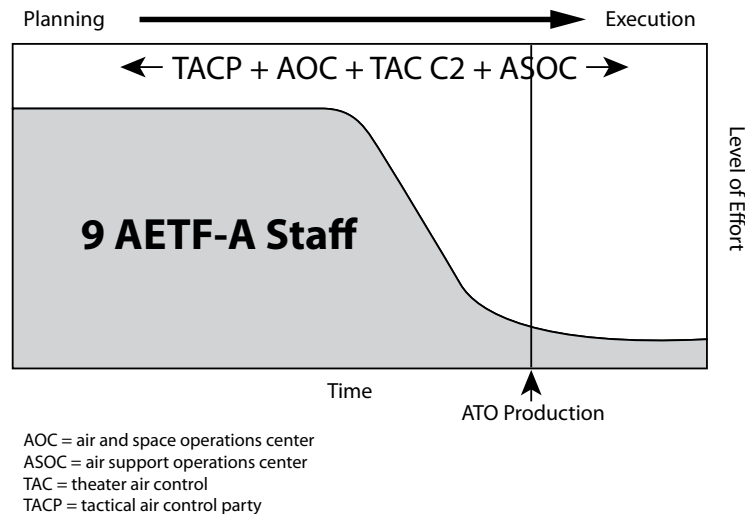 Planning Execution
TACP + AOC + TAC C2 + ASOC
9 AETF-A Staff
Level of Effort
Time
ATO Production
AOC = air and space operations center
ASOC = air support operations center
TAC = theater air control
TACP = tactical air control party